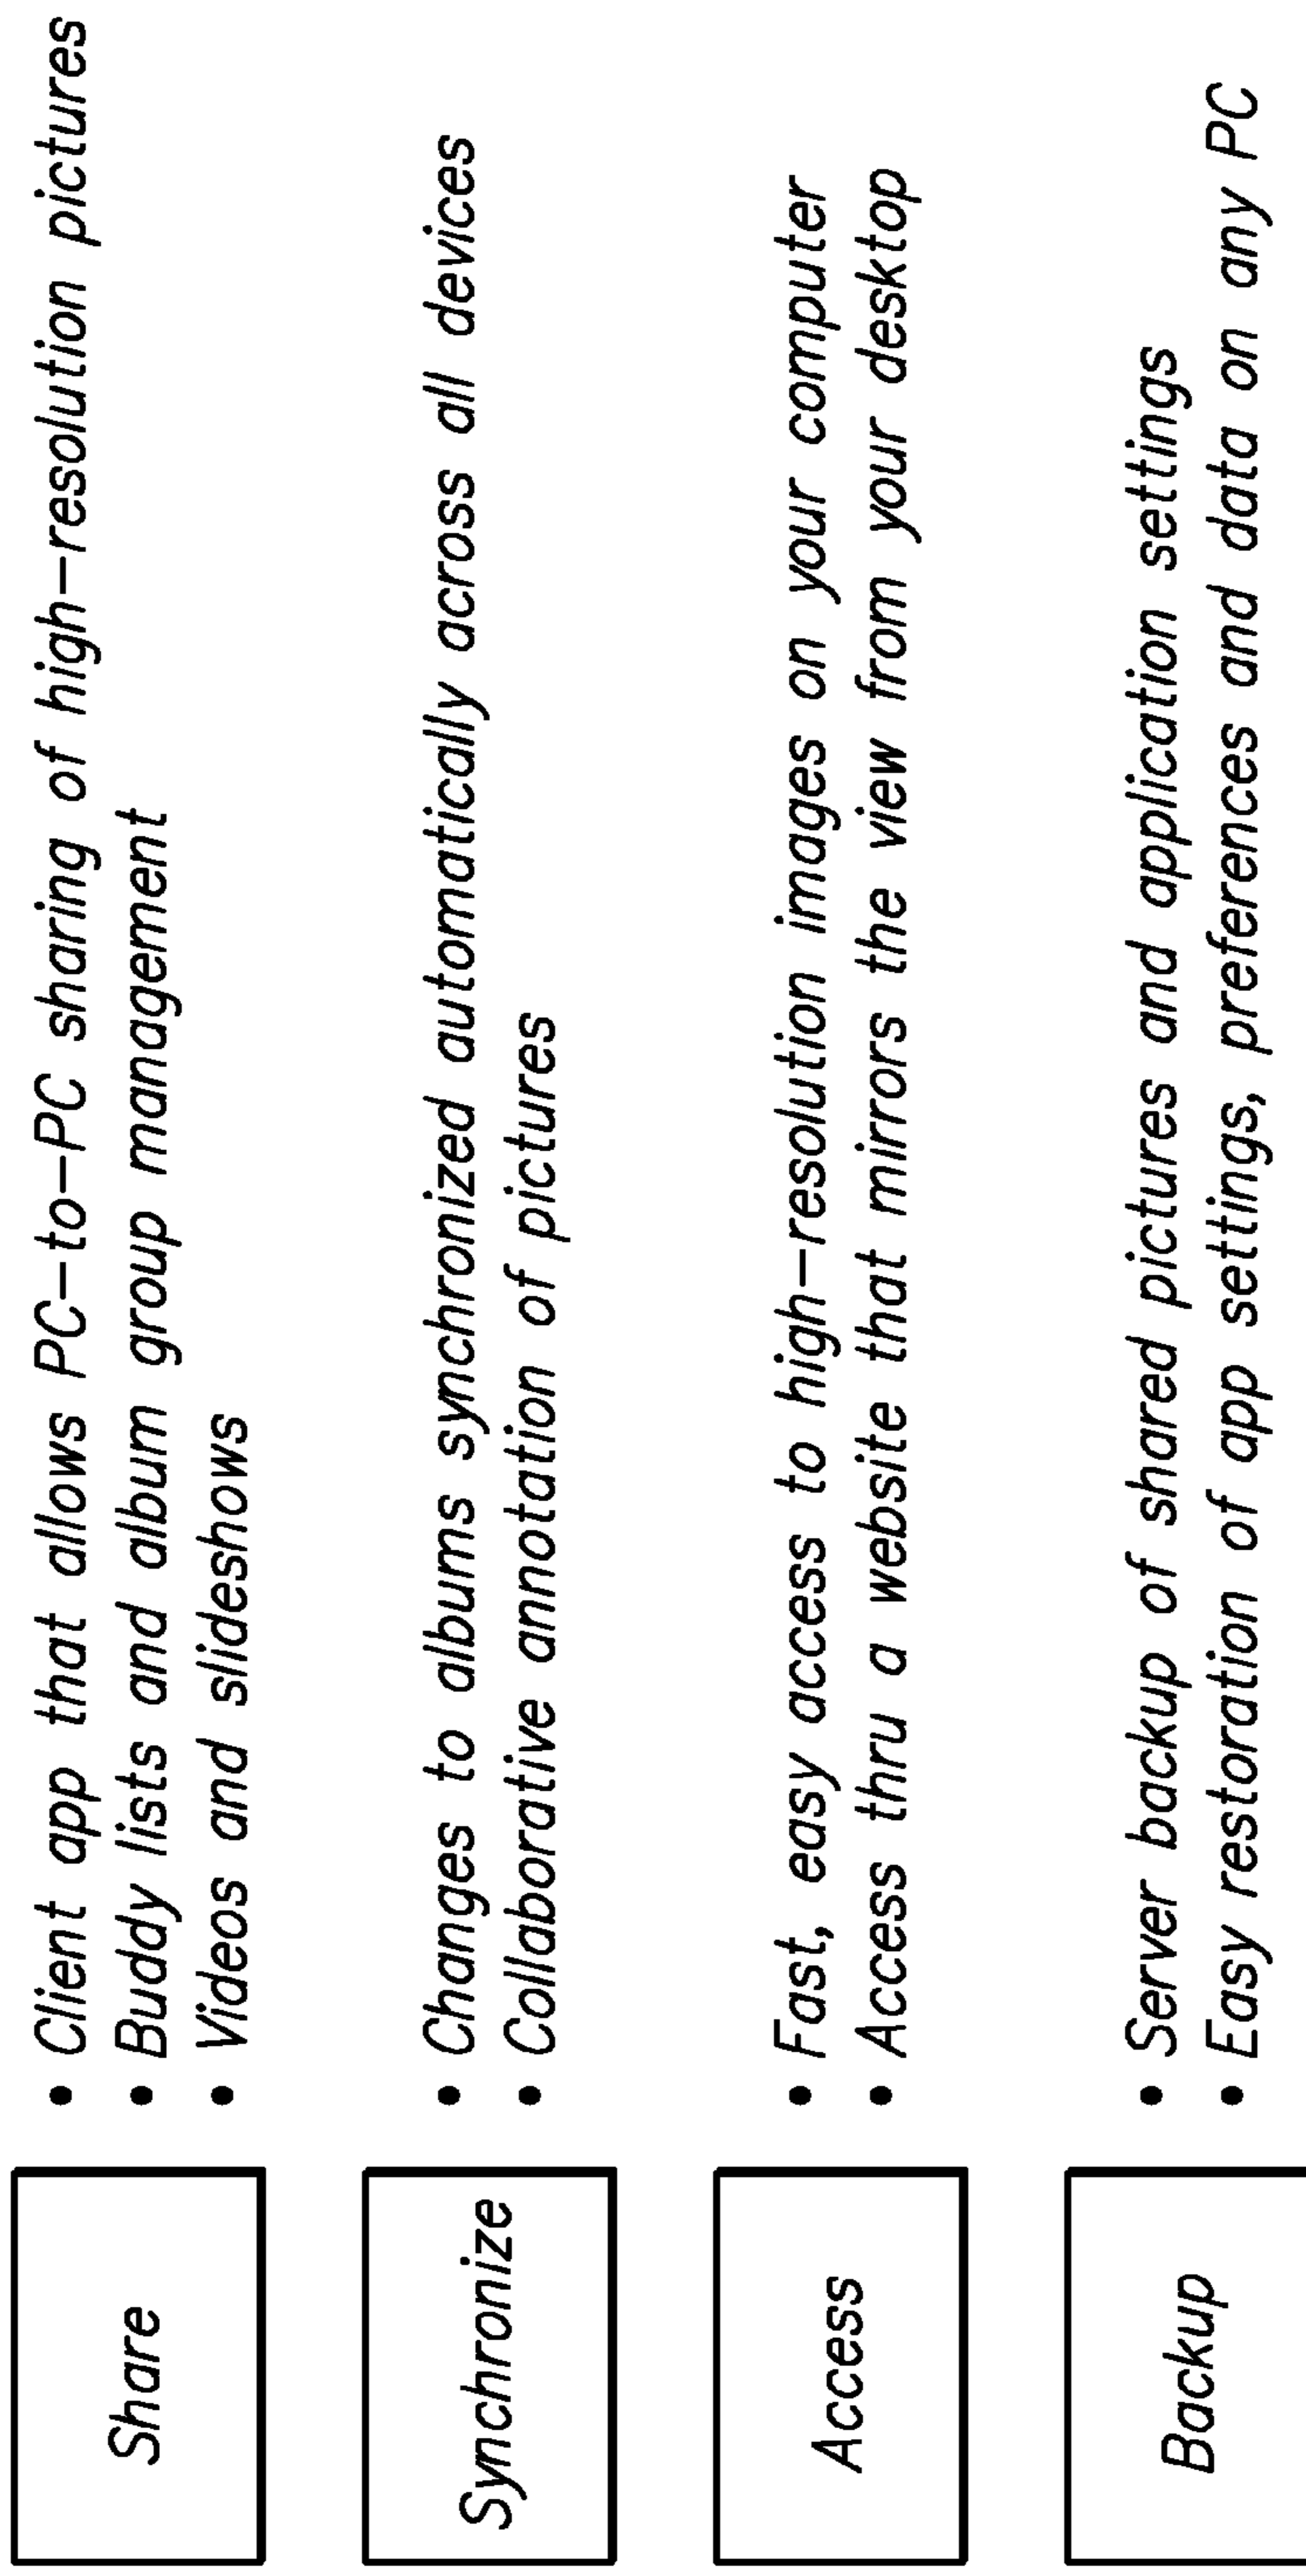 Share
• Client app that allows PC-to-PC sharing of high-resolution pictures
• Buddy lists and album group management
• Videos and slideshows
Synchronize
• Changes to albums synchronized automatically across all devices
• Collaborative annotation of pictures
Access
• Fast, easy access to high-resolution images on your computer
• Access thru a website that mirrors the view from your desktop
Backup
• Server backup of shared pictures and application settings
• Easy restoration of app settings, preferences and data on any PC